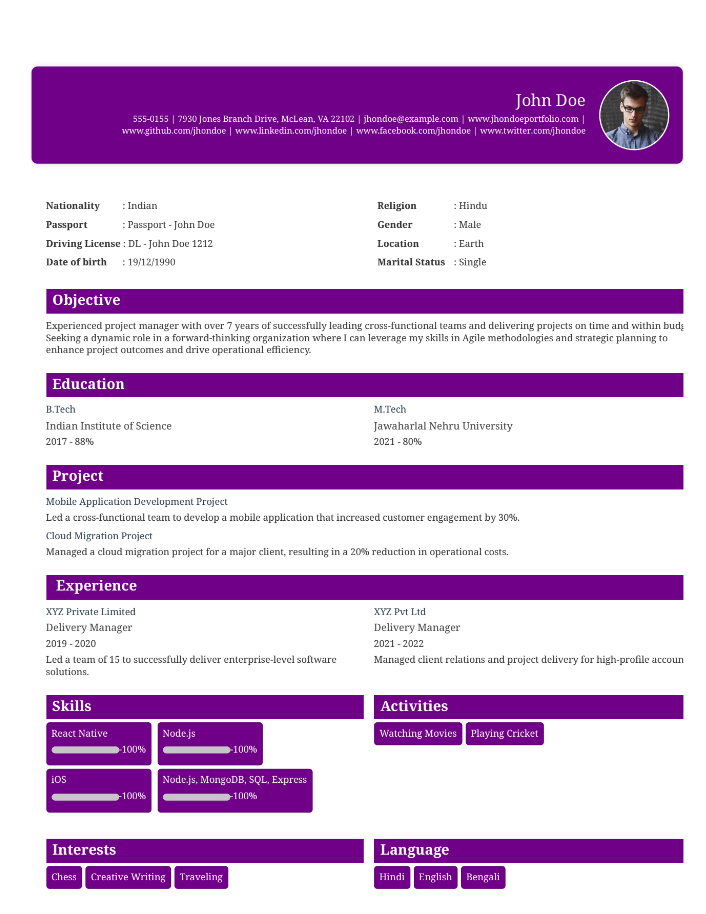 John Doe
555-0155 | 7930 Jones Branch Drive, McLean, VA 22102 | jhondoe@example.com | www.jhondoeportfolio.com |
www.github.com/jhondoe | www.linkedin.com/jhondoe | www.facebook.com/jhondoe | www.twitter.com/jhondoe
Nationality : Indian
Religion : Hindu
Passport : Passport - John Doe
Gender : Male
Driving License : DL - John Doe 1212
Location : Earth
Date of birth : 19/12/1990
Marital Status : Single
Objective
Experienced project manager with over 7 years of successfully leading cross-functional teams and delivering projects on time and within budg
Seeking a dynamic role in a forward-thinking organization where I can leverage my skills in Agile methodologies and strategic planning to
enhance project outcomes and drive operational efficiency.
Education
B.Tech
Indian Institute of Science
2017 - 88%
M.Tech
Jawaharlal Nehru University
2021 - 80%
Project
Mobile Application Development Project
Led a cross-functional team to develop a mobile application that increased customer engagement by 30%.
Cloud Migration Project
Managed a cloud migration project for a major client, resulting in a 20% reduction in operational costs.
Experience
XYZ Private Limited
Delivery Manager
2019 - 2020
Led a team of 15 to successfully deliver enterprise-level software
solutions.
XYZ Pvt Ltd
Delivery Manager
2021 - 2022
Managed client relations and project delivery for high-profile accoun
Skills
React Native
-100%
Node.js
-100%
iOS
-100%
Node.js, MongoDB, SQL, Express
-100%
Activities
Watching Movies
Playing Cricket
Interests
Chess
Creative Writing
Traveling
Language
Hindi
English
Bengali